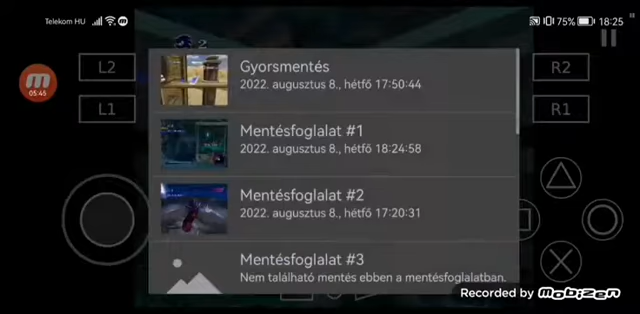 Telekom HU
75%
18:25
L2
R2
05:45
L1
R1
2
Gyorsmentés
2022. augusztus 8., hétfő 17:50:44
Mentésfoglalat #1
2022. augusztus 8., hétfő 18:24:58
Mentésfoglalat #2
2022. augusztus 8., hétfő 17:20:31
Mentésfoglalat #3
Nem található mentés ebben a mentésfoglalatban.
Recorded by mobizen